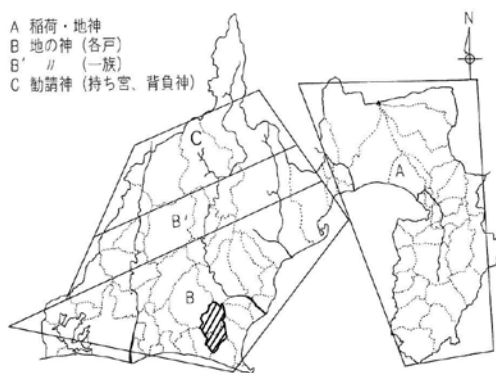 A 稲荷・地神
B 地の神 (各戸)
B′ 〃 (一族)
C 勧請神 (持ち宮、背負神)
N
C
A
B′
B